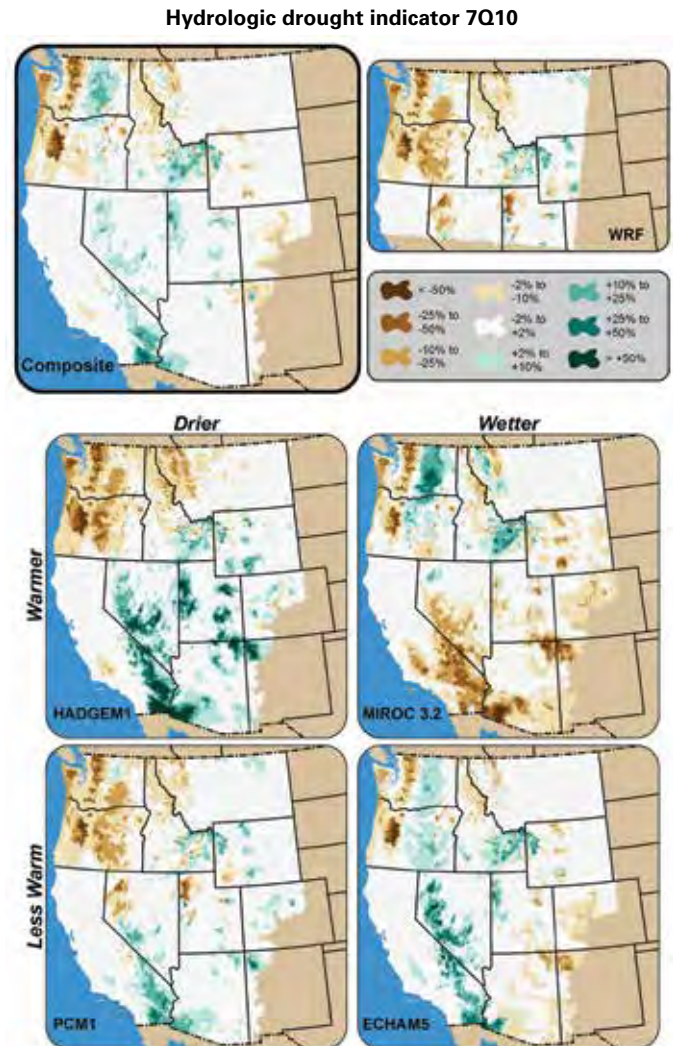 Hydrologic drought indicator 7Q10
Composite
WRF
< -50%
-25% to
-50%
-10% to
-25%
-2% to
-10%
-2% to
+2%
+2% to
+10%
+10% to
+25%
+25% to
+50%
> +50%
Drier
Wetter
Warmer
HADGEM1
MIROC 3.2
Less Warm
PCM1
ECHAM5